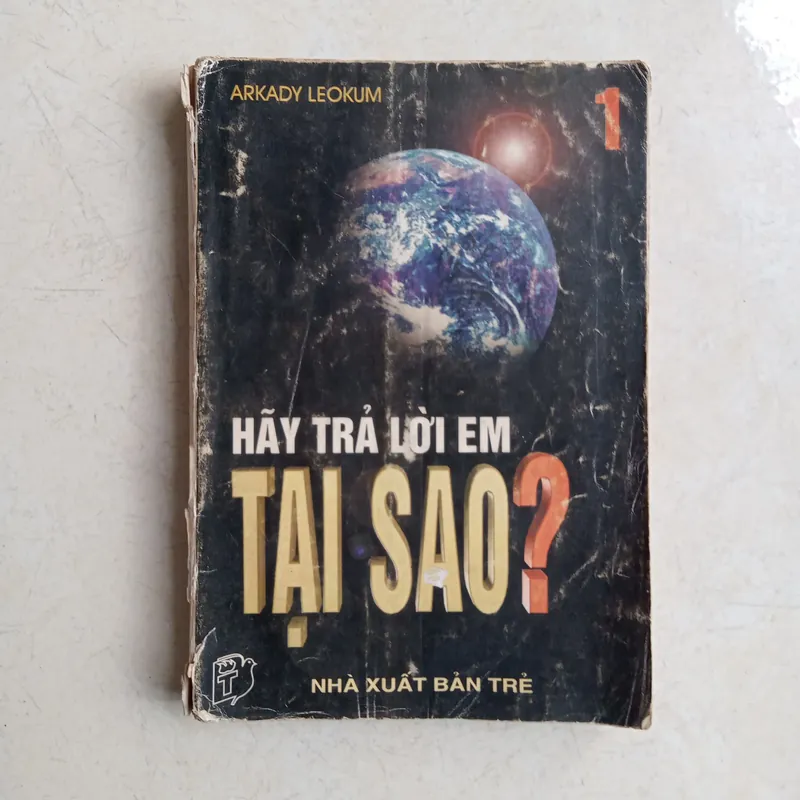 ARKADY LEOKUM
1
HÃY TRẢ LỜI EM
TẠI SAO?
T
NHÀ XUẤT BẢN TRẺ